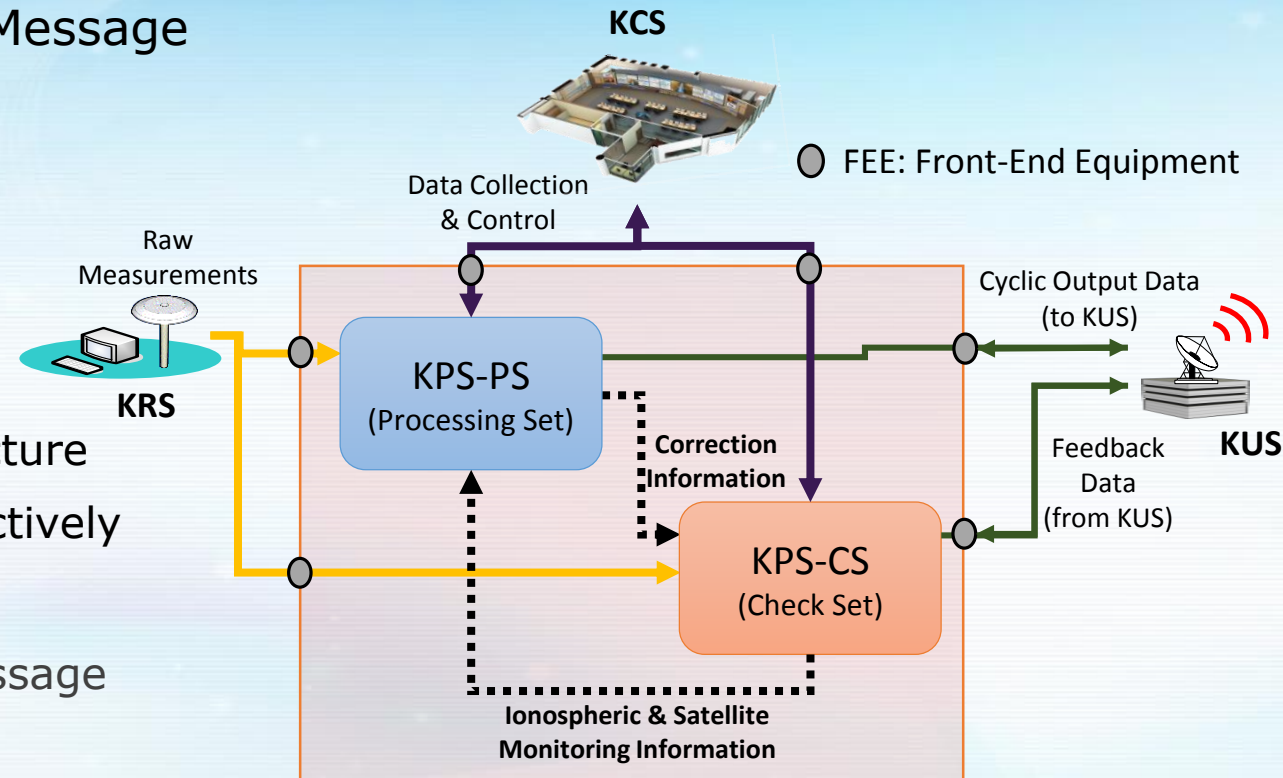 Message
KCS
FEE: Front-End Equipment
Data Collection
& Control
Raw
Measurements
KRS
Cyclic Output Data
(to KUS)
KPS-PS
(Processing Set)
KUS
Correction
Information
Feedback
Data
(from KUS)
KPS-CS
(Check Set)
cture
ctively
ssage
Ionospheric & Satellite
Monitoring Information